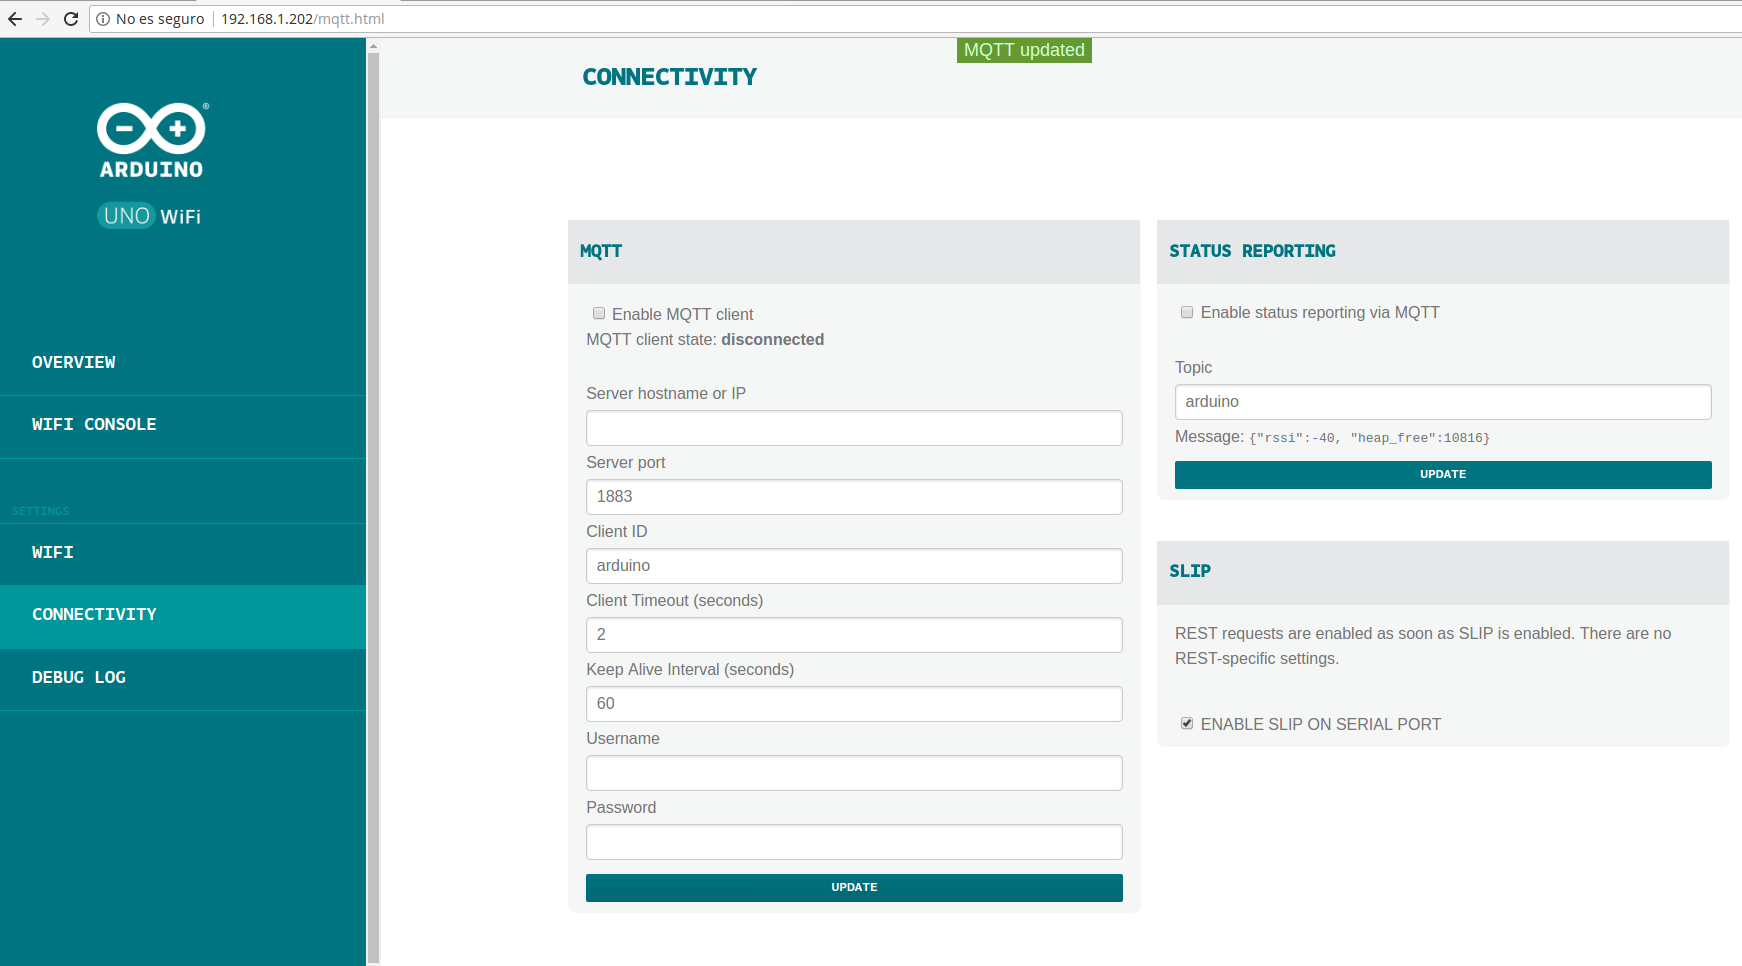 No es seguro 192.168.1.202/mqtt.html
ARDUINO
UNO WiFi
OVERVIEW
WIFI CONSOLE
SETTINGS
WIFI
CONNECTIVITY
DEBUG LOG
MQTT updated
CONNECTIVITY
MQTT
Enable MQTT client
MQTT client state: disconnected
Server hostname or IP
Server port
1883
Client ID
arduino
Client Timeout (seconds)
2
Keep Alive Interval (seconds)
60
Username
Password
UPDATE
STATUS REPORTING
Enable status reporting via MQTT
Topic
arduino
Message: {"rssi":-40, "heap_free":10816}
UPDATE
SLIP
REST requests are enabled as soon as SLIP is enabled. There are no
REST-specific settings.
ENABLE SLIP ON SERIAL PORT